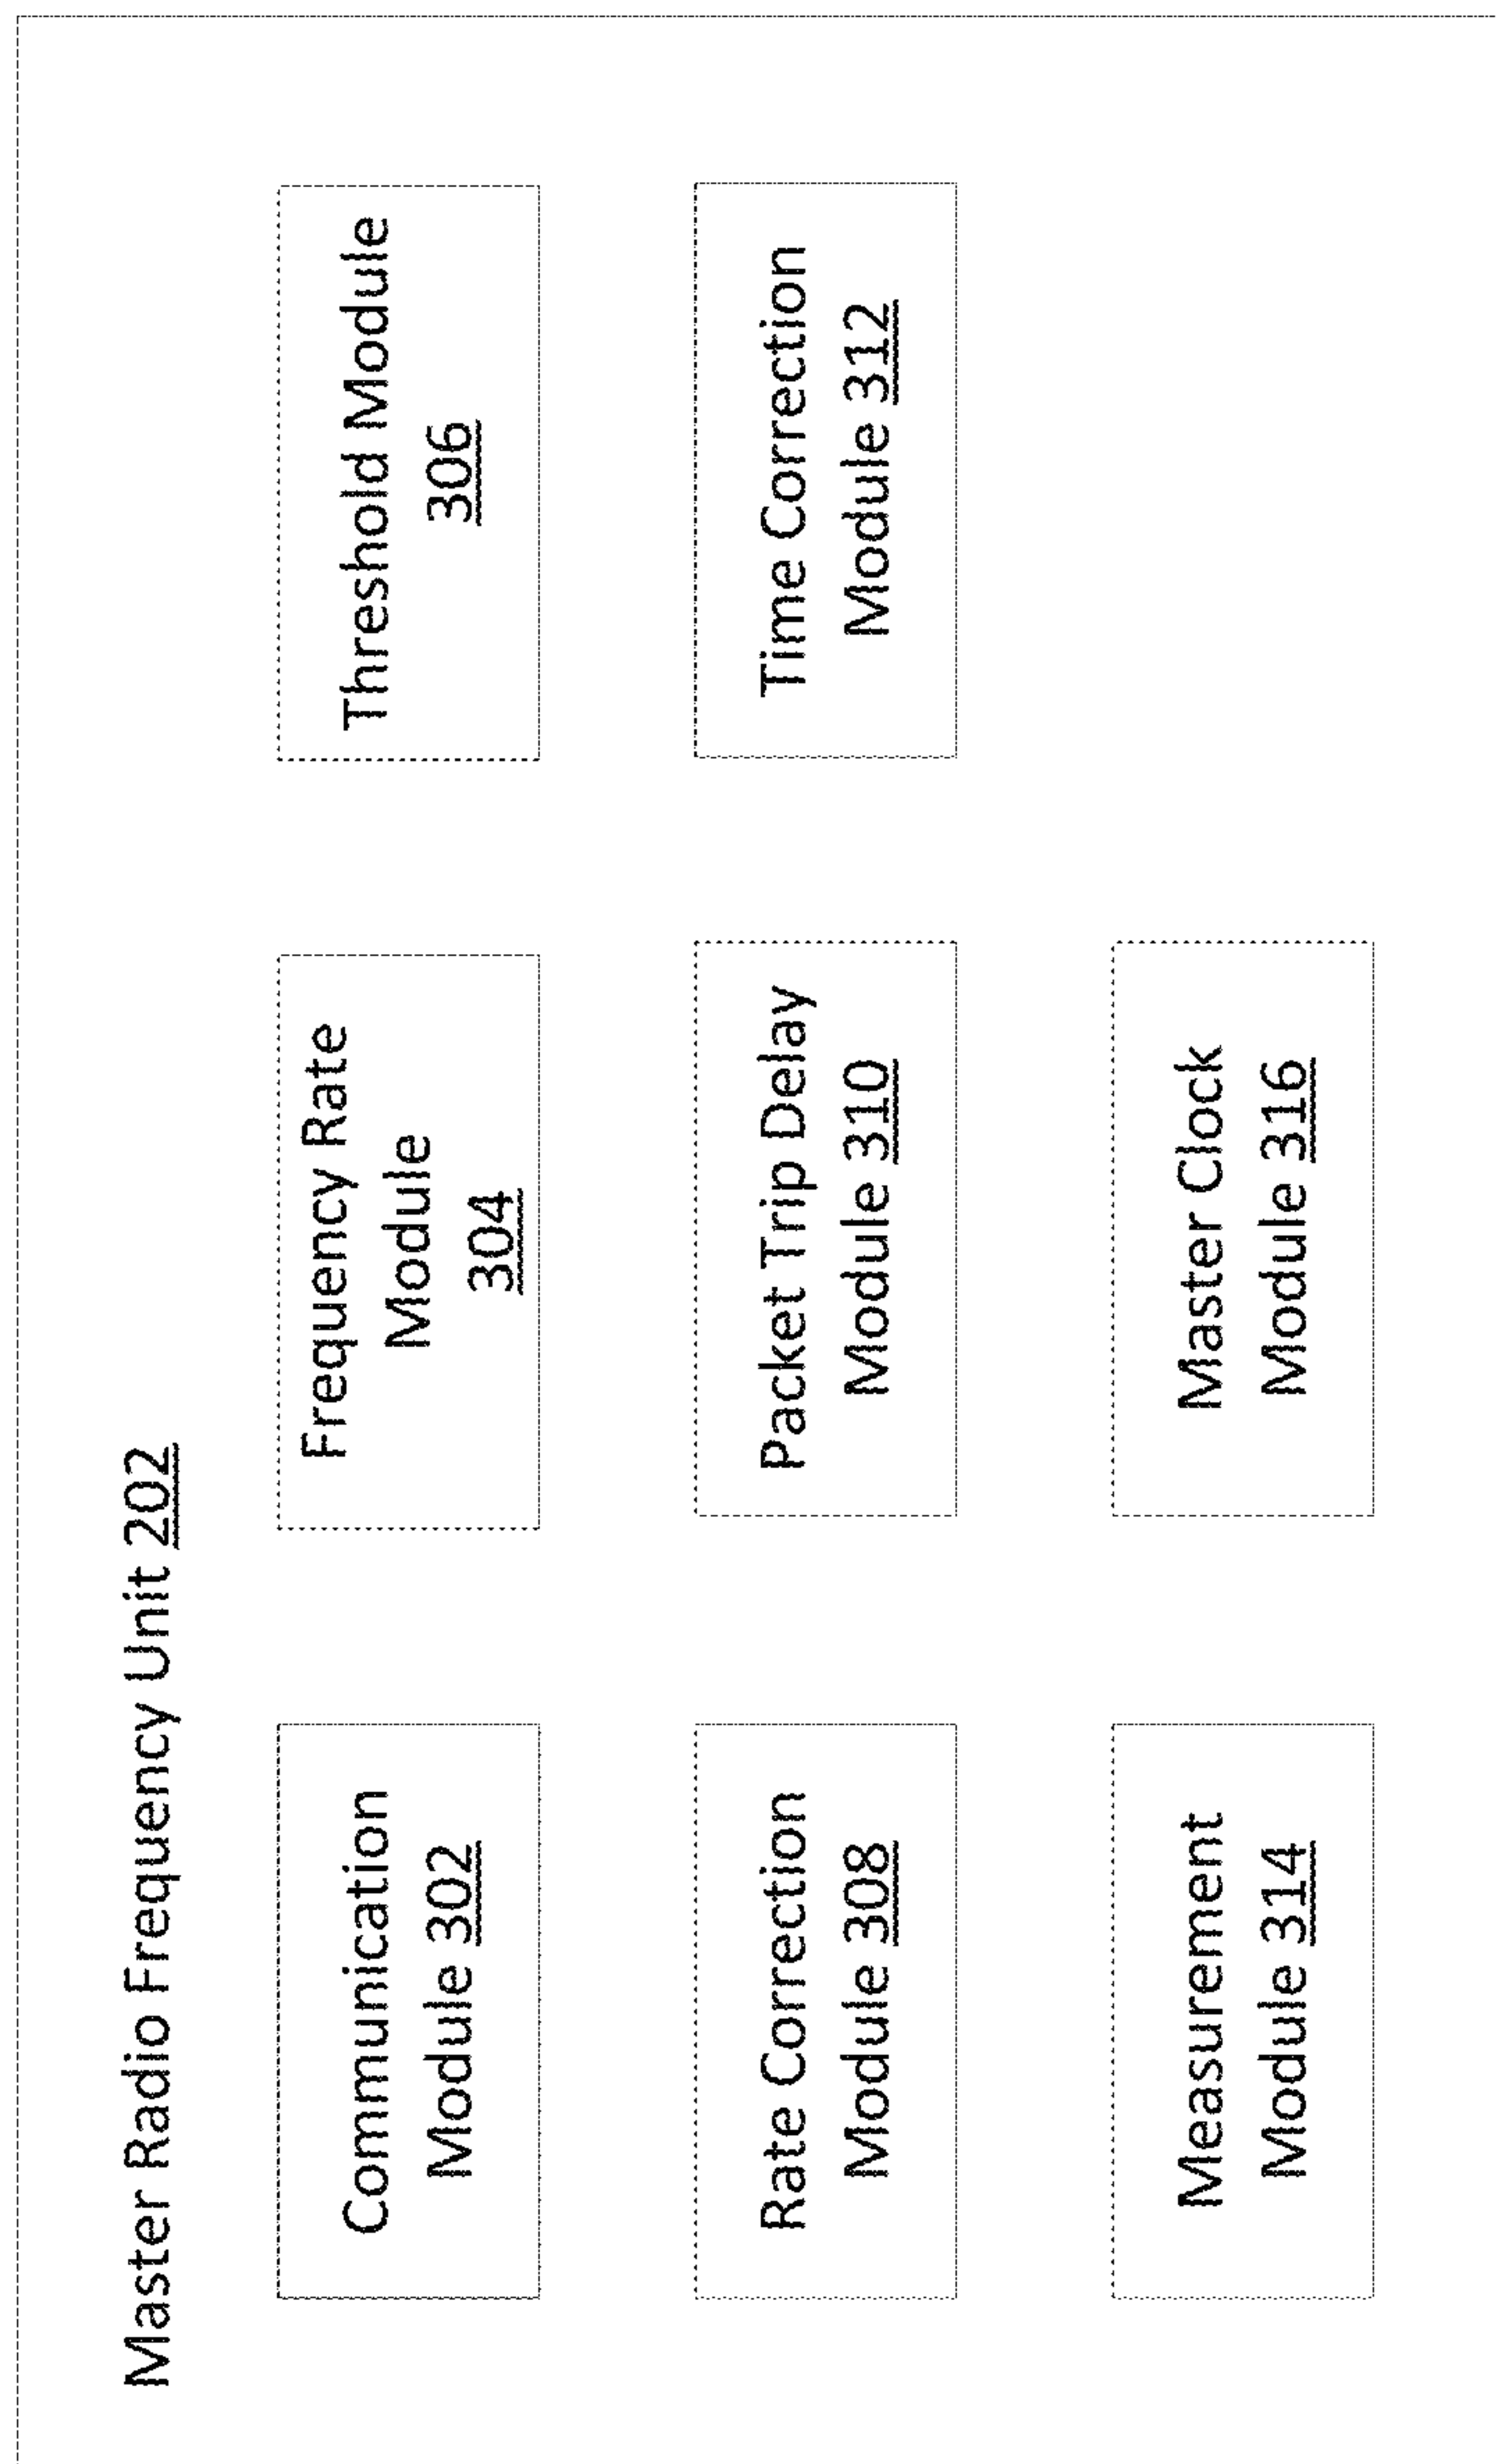 Master Radio Frequency Unit 202
Communication
Module 302
Frequency Rate
Module
304
Threshold Module
306
Rate Correction
Module 308
Packet Trip Delay
Module 310
Time Correction
Module 312
Measurement
Module 314
Master Clock
Module 316